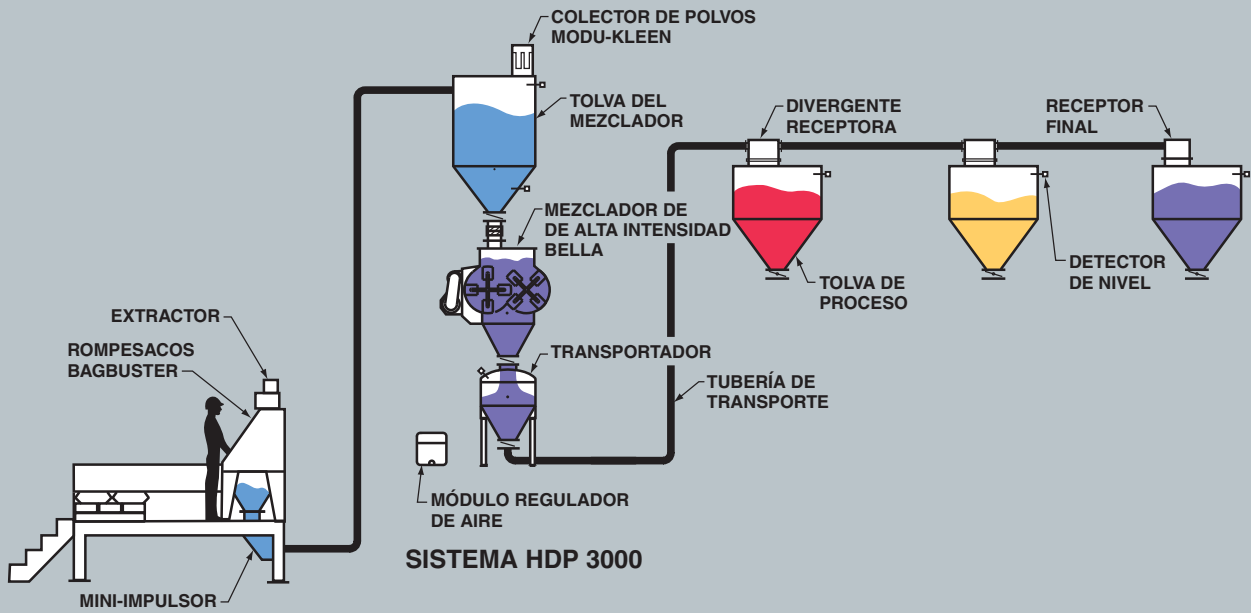 COLECTOR DE POLVOS
MODU-KLEEN
TOLVA DEL
MEZCLADOR
DIVERGENTE
RECEPTORA
RECEPTOR
FINAL
MEZCLADOR DE
DE ALTA INTENSIDAD
BELLA
TOLVA DE
PROCESO
DETECTOR
DE NIVEL
EXTRACTOR
ROMPESACOS
BAGBUSTER
TRANSPORTADOR
TUBERÍA DE
TRANSPORTE
MÓDULO REGULADOR
DE AIRE
SISTEMA HDP 3000
MINI-IMPULSOR